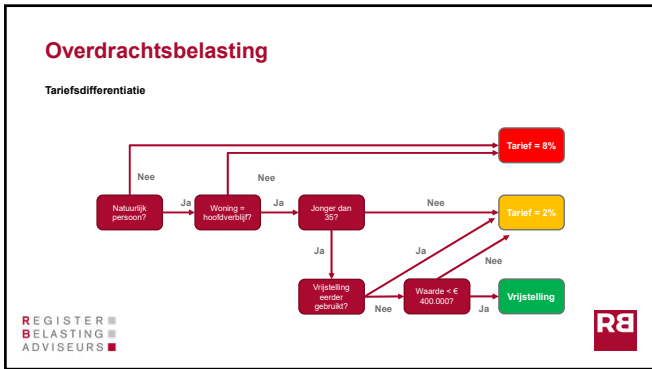 Overdrachtsbelasting
Tariefsdifferentiatie
Tarief = 8%
Nee
Nee
Natuurlijk
persoon?
Ja
Woning =
hoofdverblijf?
Ja
Jonger dan
35?
Nee
Tarief = 2%
Ja
Ja
Nee
Vrijstelling
eerder
gebruikt?
Nee
Waarde < €
400.000?
Ja
Vrijstelling
REGISTER
BELASTING
ADVISEURS
RB